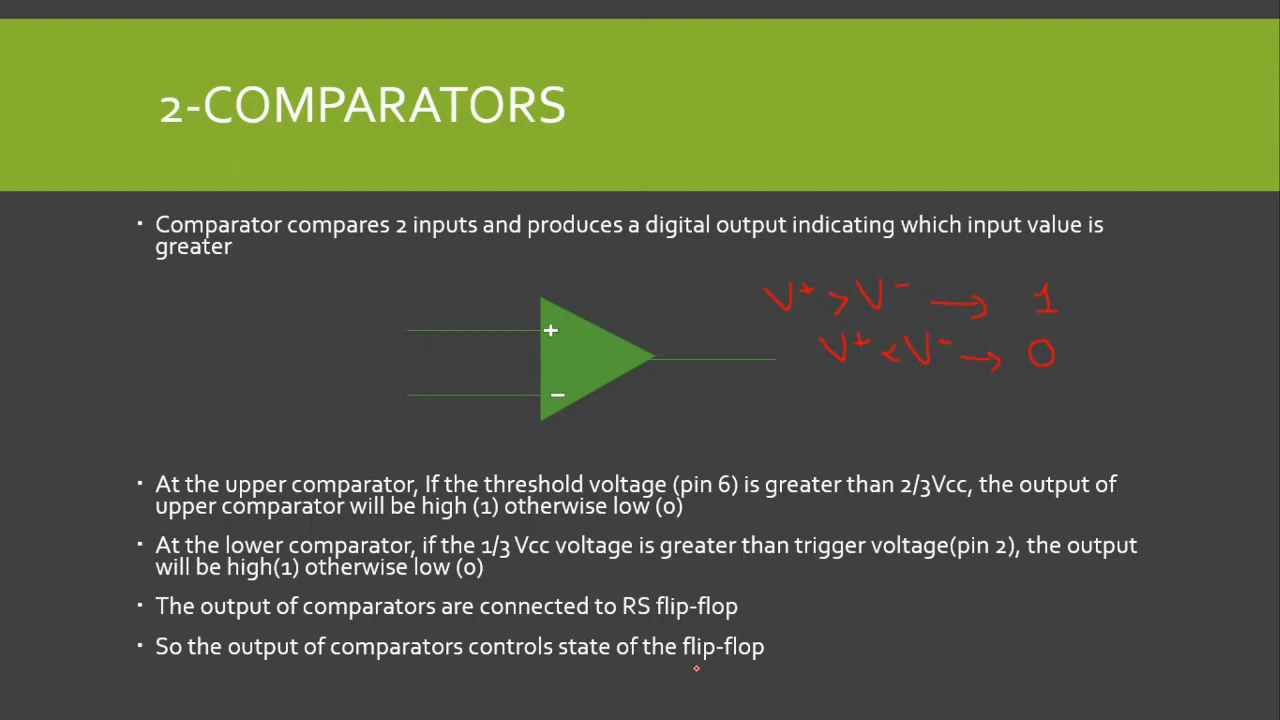 2-COMPARATORS
Comparator compares 2 inputs and produces a digital output indicating which input value is
greater
V+ > V- → 1
+
V+ < V- → 0
-
At the upper comparator, If the threshold voltage (pin 6) is greater than 2/3Vcc, the output of
upper comparator will be high (1) otherwise low (0)
At the lower comparator, if the 1/3 Vcc voltage is greater than trigger voltage(pin 2), the output
will be high(1) otherwise low (0)
The output of comparators are connected to RS flip-flop
So the output of comparators controls state of the flip-flop